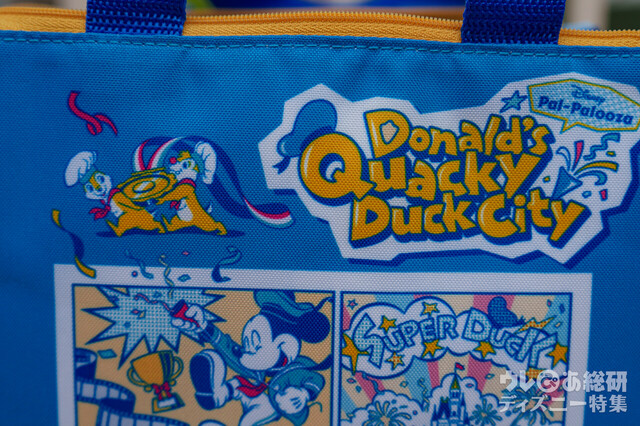 Disney
Pal-Palooza
Donald's
Quacky
Duck City
SUPER DUCK
ウレぴあ総研
ディズニー特集